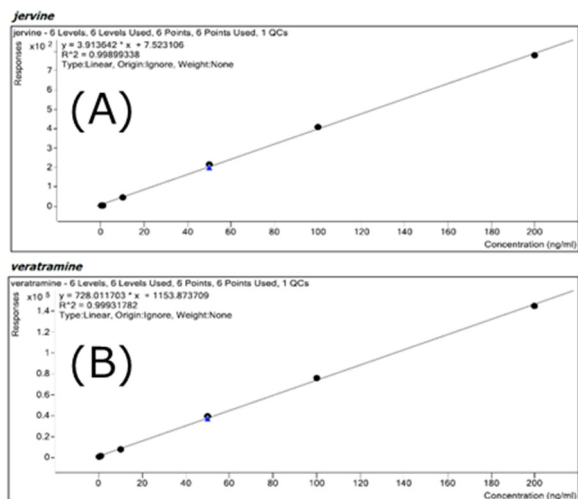 jervine
jervine - 6 Levels, 6 Levels Used, 6 Points, 6 Points Used, 1 QCs
x10 2
y = 3.913642 * x + 7.523106
R^2 = 0.99899338
Type:Linear, Origin:Ignore, Weight:None
Responses
(A)
7
6
5
4
3
2
1
0
0 20 40 60 80 100 120 140 160 180 200
Concentration (ng/ml)
veratramine
veratramine - 6 Levels, 6 Levels Used, 6 Points, 6 Points Used, 1 QCs
x10 5
y = 728.011703 * x + 1153.873709
R^2 = 0.99931782
Type:Linear, Origin:Ignore, Weight:None
Responses
(B)
1.4
1.2
1
0.8
0.6
0.4
0.2
0
0 20 40 60 80 100 120 140 160 180 200
Concentration (ng/ml)